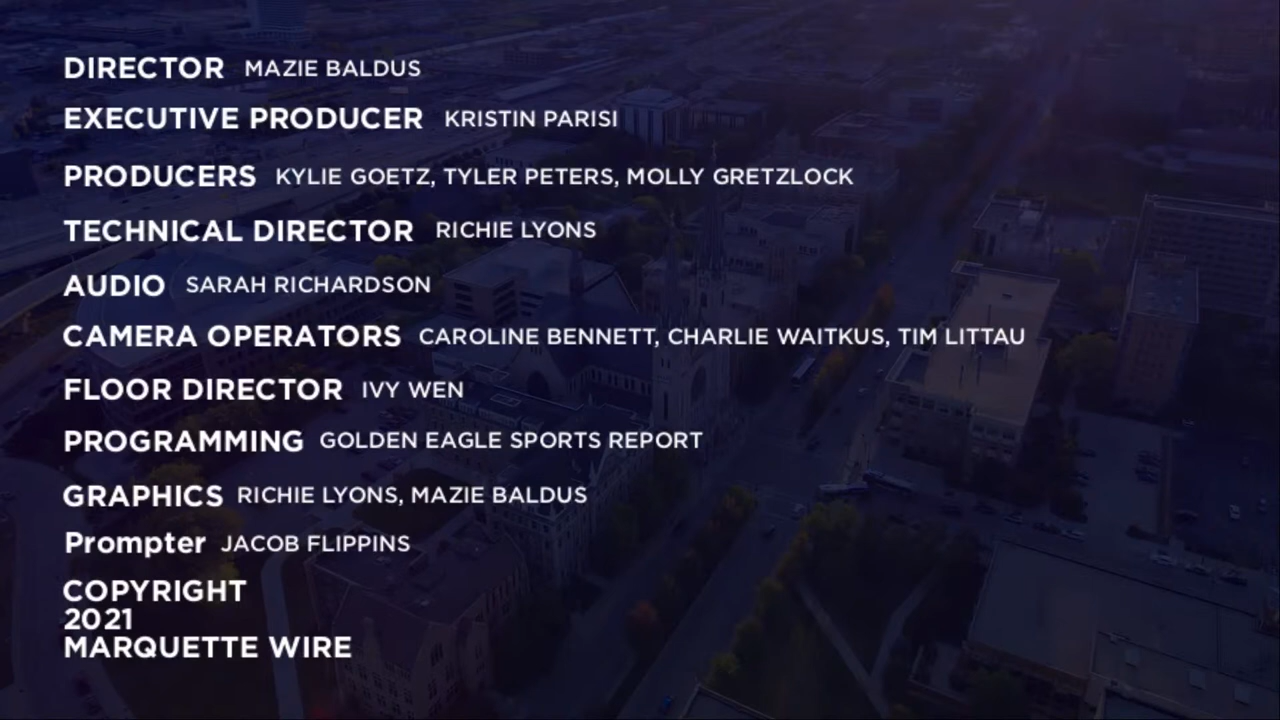 DIRECTOR MAZIE BALDUS
EXECUTIVE PRODUCER KRISTIN PARISI
PRODUCERS KYLIE GOETZ, TYLER PETERS, MOLLY GRETZLOCK
TECHNICAL DIRECTOR RICHIE LYONS
AUDIO SARAH RICHARDSON
CAMERA OPERATORS CAROLINE BENNETT, CHARLIE WAITKUS, TIM LITTAU
FLOOR DIRECTOR IVY WEN
PROGRAMMING GOLDEN EAGLE SPORTS REPORT
GRAPHICS RICHIE LYONS, MAZIE BALDUS
Prompter JACOB FLIPPINS
COPYRIGHT
2021
MARQUETTE WIRE